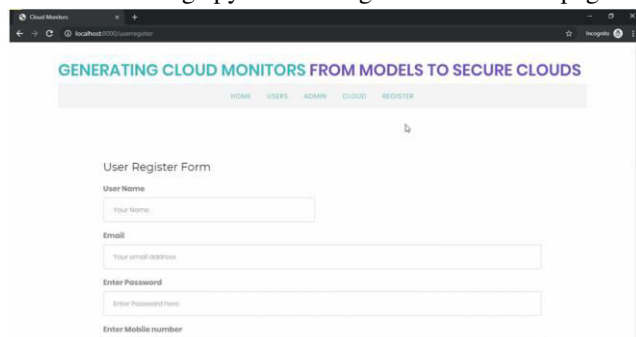 Cloud Monitors
localhost:8000/userregister
Incognito
GENERATING CLOUD MONITORS FROM MODELS TO SECURE CLOUDS
HOME USERS ADMIN CLOUD REGISTER
User Register Form
User Name
Your Name
Email
Your email address
Enter Password
Enter Password here
Enter Mobile number